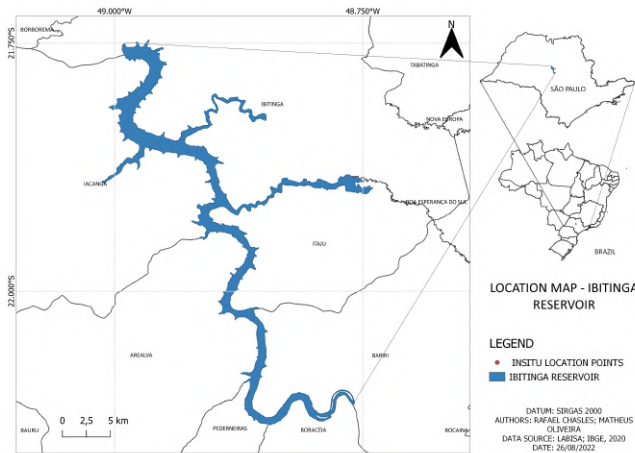 49.000°W
48.750°W
21.750°S
22.000°S
BORBOREMA
N
TABATINGA
IBITINGA
NOVA EUROPA
IACANGA
BOA ESPERANÇA DO SUL
ITAJU
AREALVA
BARIRI
0 2,5 5 km
BAURU
PEDERNEIRAS
BORACÉIA
BOCAINA
SÃO PAULO
BRAZIL
LOCATION MAP - IBITINGA
RESERVOIR
LEGEND
INSITU LOCATION POINTS
IBITINGA RESERVOIR
DATUM: SIRGAS 2000
AUTHORS: RAFAEL CHASLES; MATHEUS
OLIVEIRA
DATA SOURCE: LABISA; IBGE, 2020
DATE: 26/08/2022